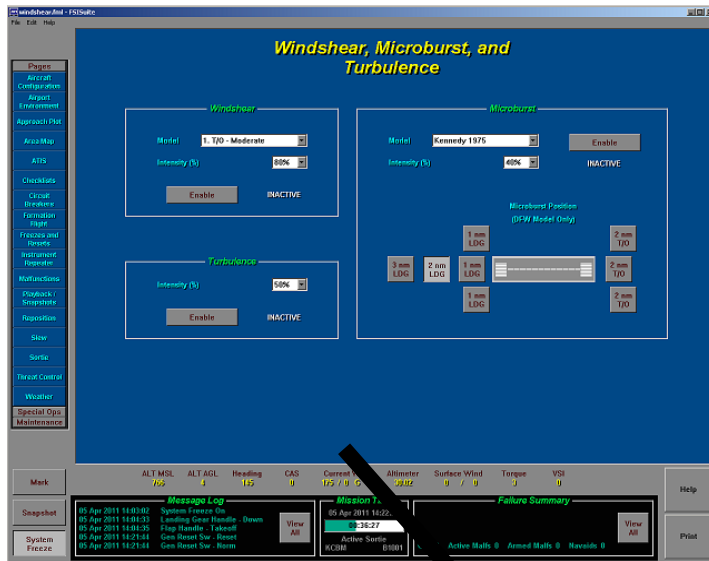 windshear.fml - FSISuite
File Edit Help
Windshear, Microburst, and
Turbulence
Pages
Aircraft
Configuration
Airport
Environment
Approach Plot
Area Map
ATIS
Checklists
Circuit
Breakers
Formation
Flight
Freezes and
Resets
Instrument
Repeater
Malfunctions
Playback /
Snapshots
Reposition
Slew
Sortie
Threat Control
Weather
Special Ops
Maintenance
Windshear
Model 1. T/O - Moderate
Intensity (%) 80%
Enable INACTIVE
Turbulence
Intensity (%) 50%
Enable INACTIVE
Microburst
Model Kennedy 1975 Enable
Intensity (%) 40% INACTIVE
Microburst Position
(DFW Model Only)
1 nm
LDG
2 nm
T/O
3 nm
LDG
2 nm
LDG
1 nm
LDG
2 nm
T/O
1 nm
LDG
2 nm
T/O
Mark
Snapshot
System
Freeze
ALT MSL ALT AGL Heading CAS Current Altimeter Surface Wind Torque VSI
766 4 145 0 175 / 0 G 30.02 0 / 0 3 0
Message Log
05 Apr 2011 14:03:02 System Freeze On
05 Apr 2011 14:04:33 Landing Gear Handle - Down
05 Apr 2011 14:04:35 Flap Handle - Takeoff
05 Apr 2011 14:21:44 Gen Reset Sw - Reset
05 Apr 2011 14:21:44 Gen Reset Sw - Norm
View
All
Mission
05 Apr 2011 14:22:
00:36:27
Active Sortie
KCBM B1801
Failure Summary
Active Malfs 0 Armed Malfs 0 Navaids 0
View
All
Help
Print